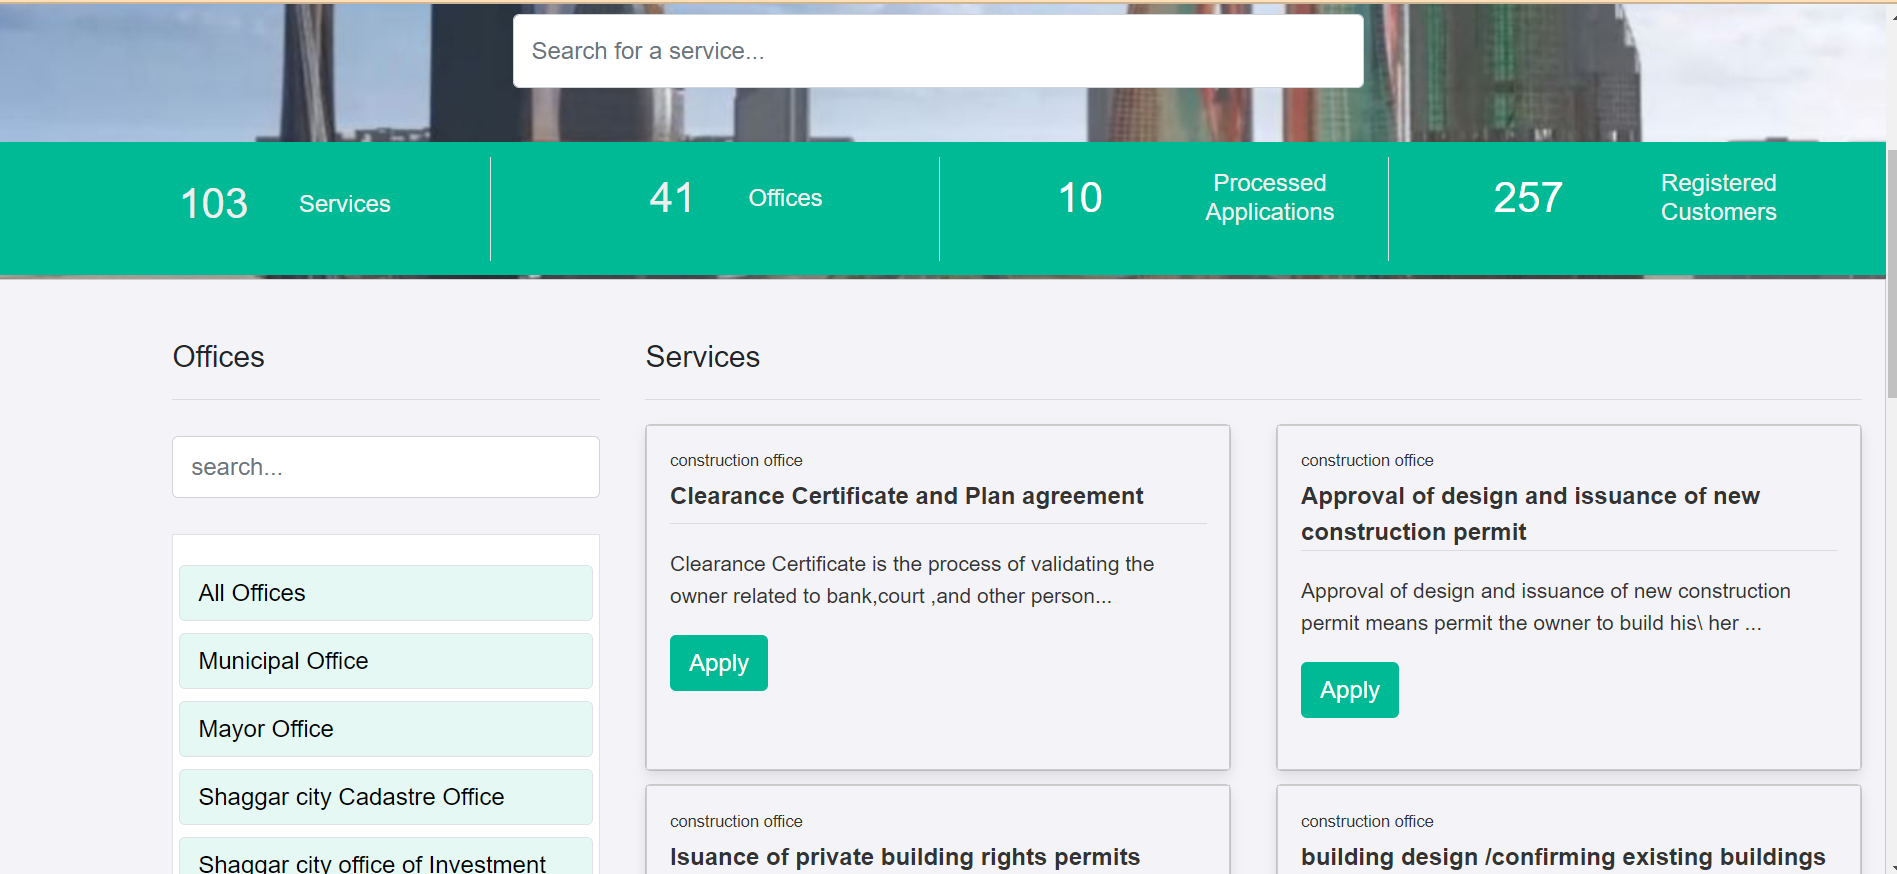 Search for a service...
103 Services
41 Offices
10 Processed
Applications
257 Registered
Customers
Offices
search...
All Offices
Municipal Office
Mayor Office
Shaggar city Cadastre Office
Shaggar city office of Investment
Services
construction office
Clearance Certificate and Plan agreement
Clearance Certificate is the process of validating the
owner related to bank,court ,and other person...
Apply
construction office
Approval of design and issuance of new
construction permit
Approval of design and issuance of new construction
permit means permit the owner to build his\ her ...
Apply
construction office
Isuance of private building rights permits
construction office
building design /confirming existing buildings